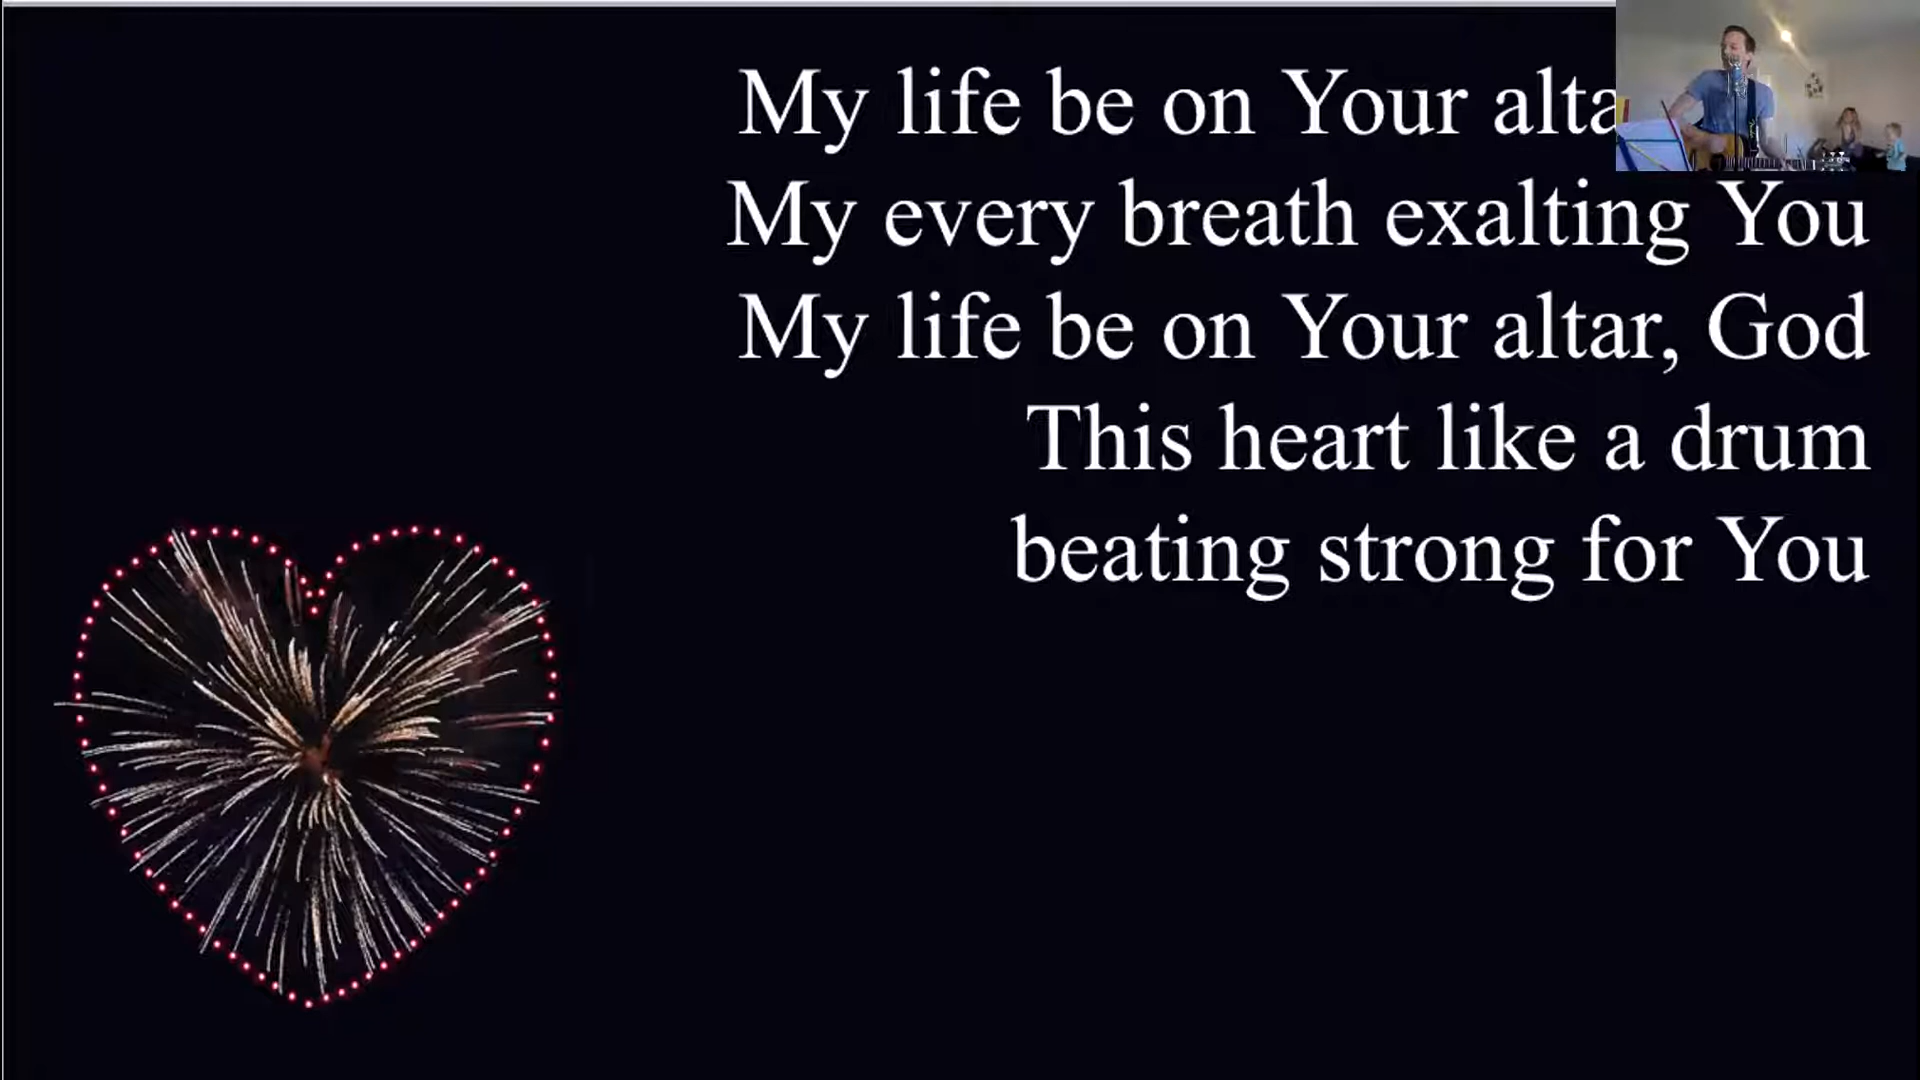 My life be on Your alta
My every breath exalting You
My life be on Your altar, God
This heart like a drum
beating strong for You